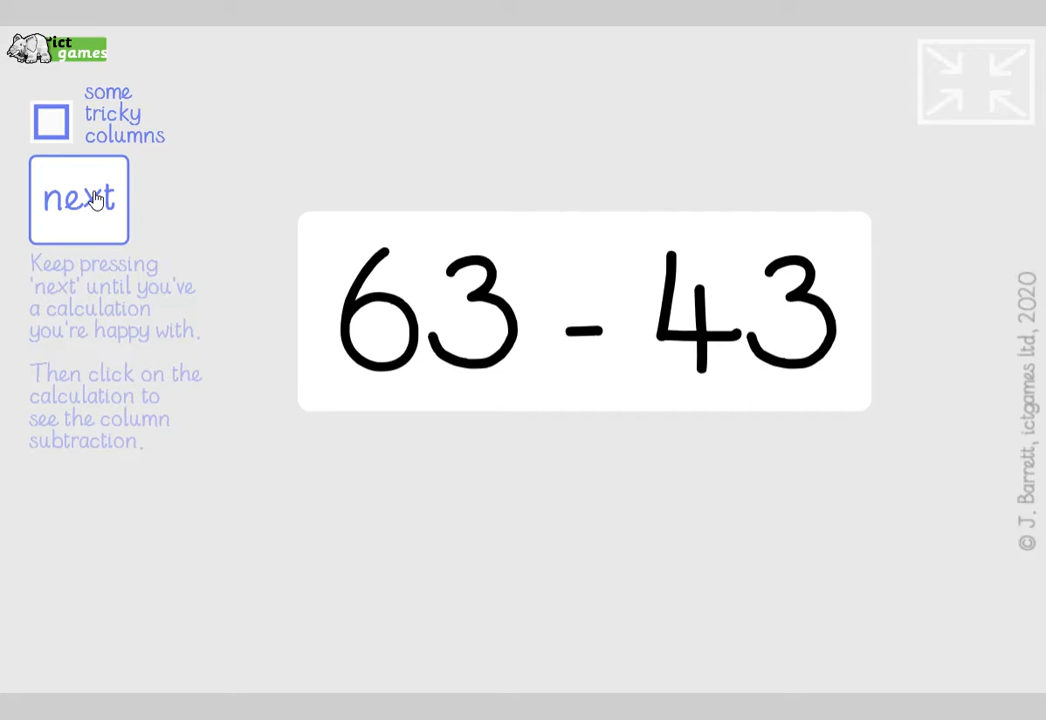 ict
games
some
tricky
columns
next
Keep pressing
'next' until you've
a calculation
you're happy with.
Then click on the
calculation to
see the column
subtraction.
63 - 43
© J. Barrett, ictgames ltd, 2020